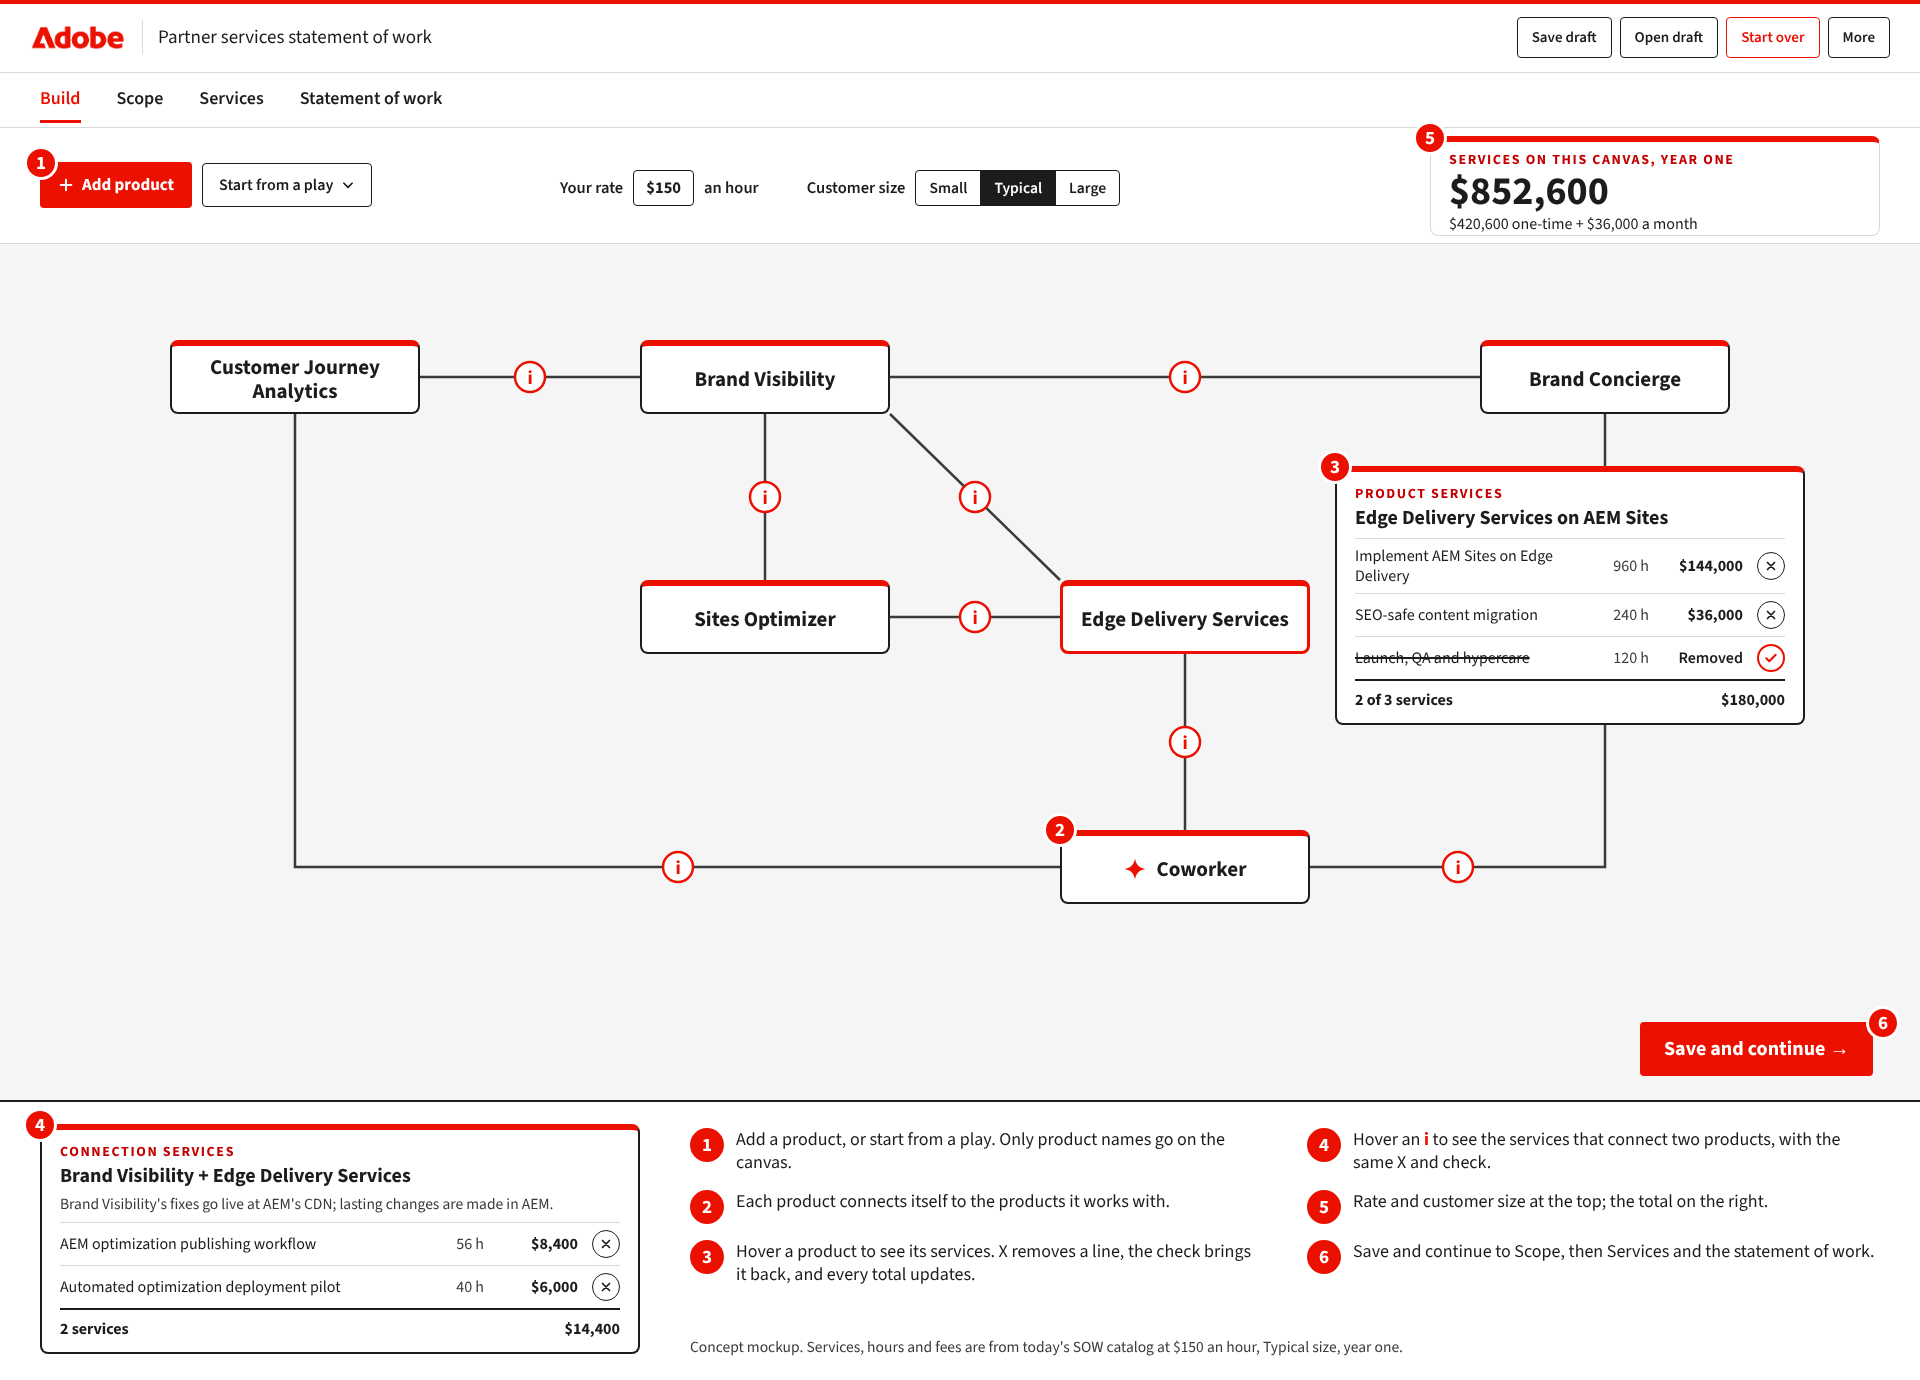 Adobe
Partner services statement of work
Save draft
Open draft
Start over
More
Build
Scope
Services
Statement of work
1
+ Add product
Start from a play
Your rate $150 an hour
Customer size Small Typical Large
5
SERVICES ON THIS CANVAS, YEAR ONE
$852,600
$420,600 one-time + $36,000 a month
Customer Journey
Analytics
i
Brand Visibility
i
Brand Concierge
i
i
3
PRODUCT SERVICES
Edge Delivery Services on AEM Sites
Implement AEM Sites on Edge
Delivery
960 h
$144,000
SEO-safe content migration
240 h
$36,000
Launch, QA and hypercare
120 h
Removed
2 of 3 services
$180,000
Sites Optimizer
i
Edge Delivery Services
i
2
i
Coworker
i
Save and continue →
6
4
CONNECTION SERVICES
Brand Visibility + Edge Delivery Services
Brand Visibility's fixes go live at AEM's CDN; lasting changes are made in AEM.
AEM optimization publishing workflow
56 h
$8,400
Automated optimization deployment pilot
40 h
$6,000
2 services
$14,400
1
Add a product, or start from a play. Only product names go on the
canvas.
2
Each product connects itself to the products it works with.
3
Hover a product to see its services. X removes a line, the check brings
it back, and every total updates.
4
Hover an i to see the services that connect two products, with the
same X and check.
5
Rate and customer size at the top; the total on the right.
6
Save and continue to Scope, then Services and the statement of work.
Concept mockup. Services, hours and fees are from today's SOW catalog at $150 an hour, Typical size, year one.